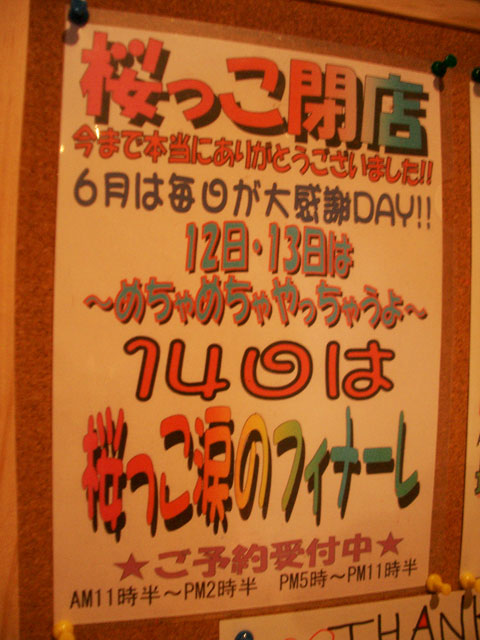 桜っこ閉店
今まで本当にありがとうございました!!
6月は毎日が大感謝DAY!!
12日・13日は
～めちゃめちゃやっちゃうよ～
14日は
桜っこ涙のフィナーレ
★ご予約受付中★
AM11時半～PM2時半 PM5時～PM11時半
THANK